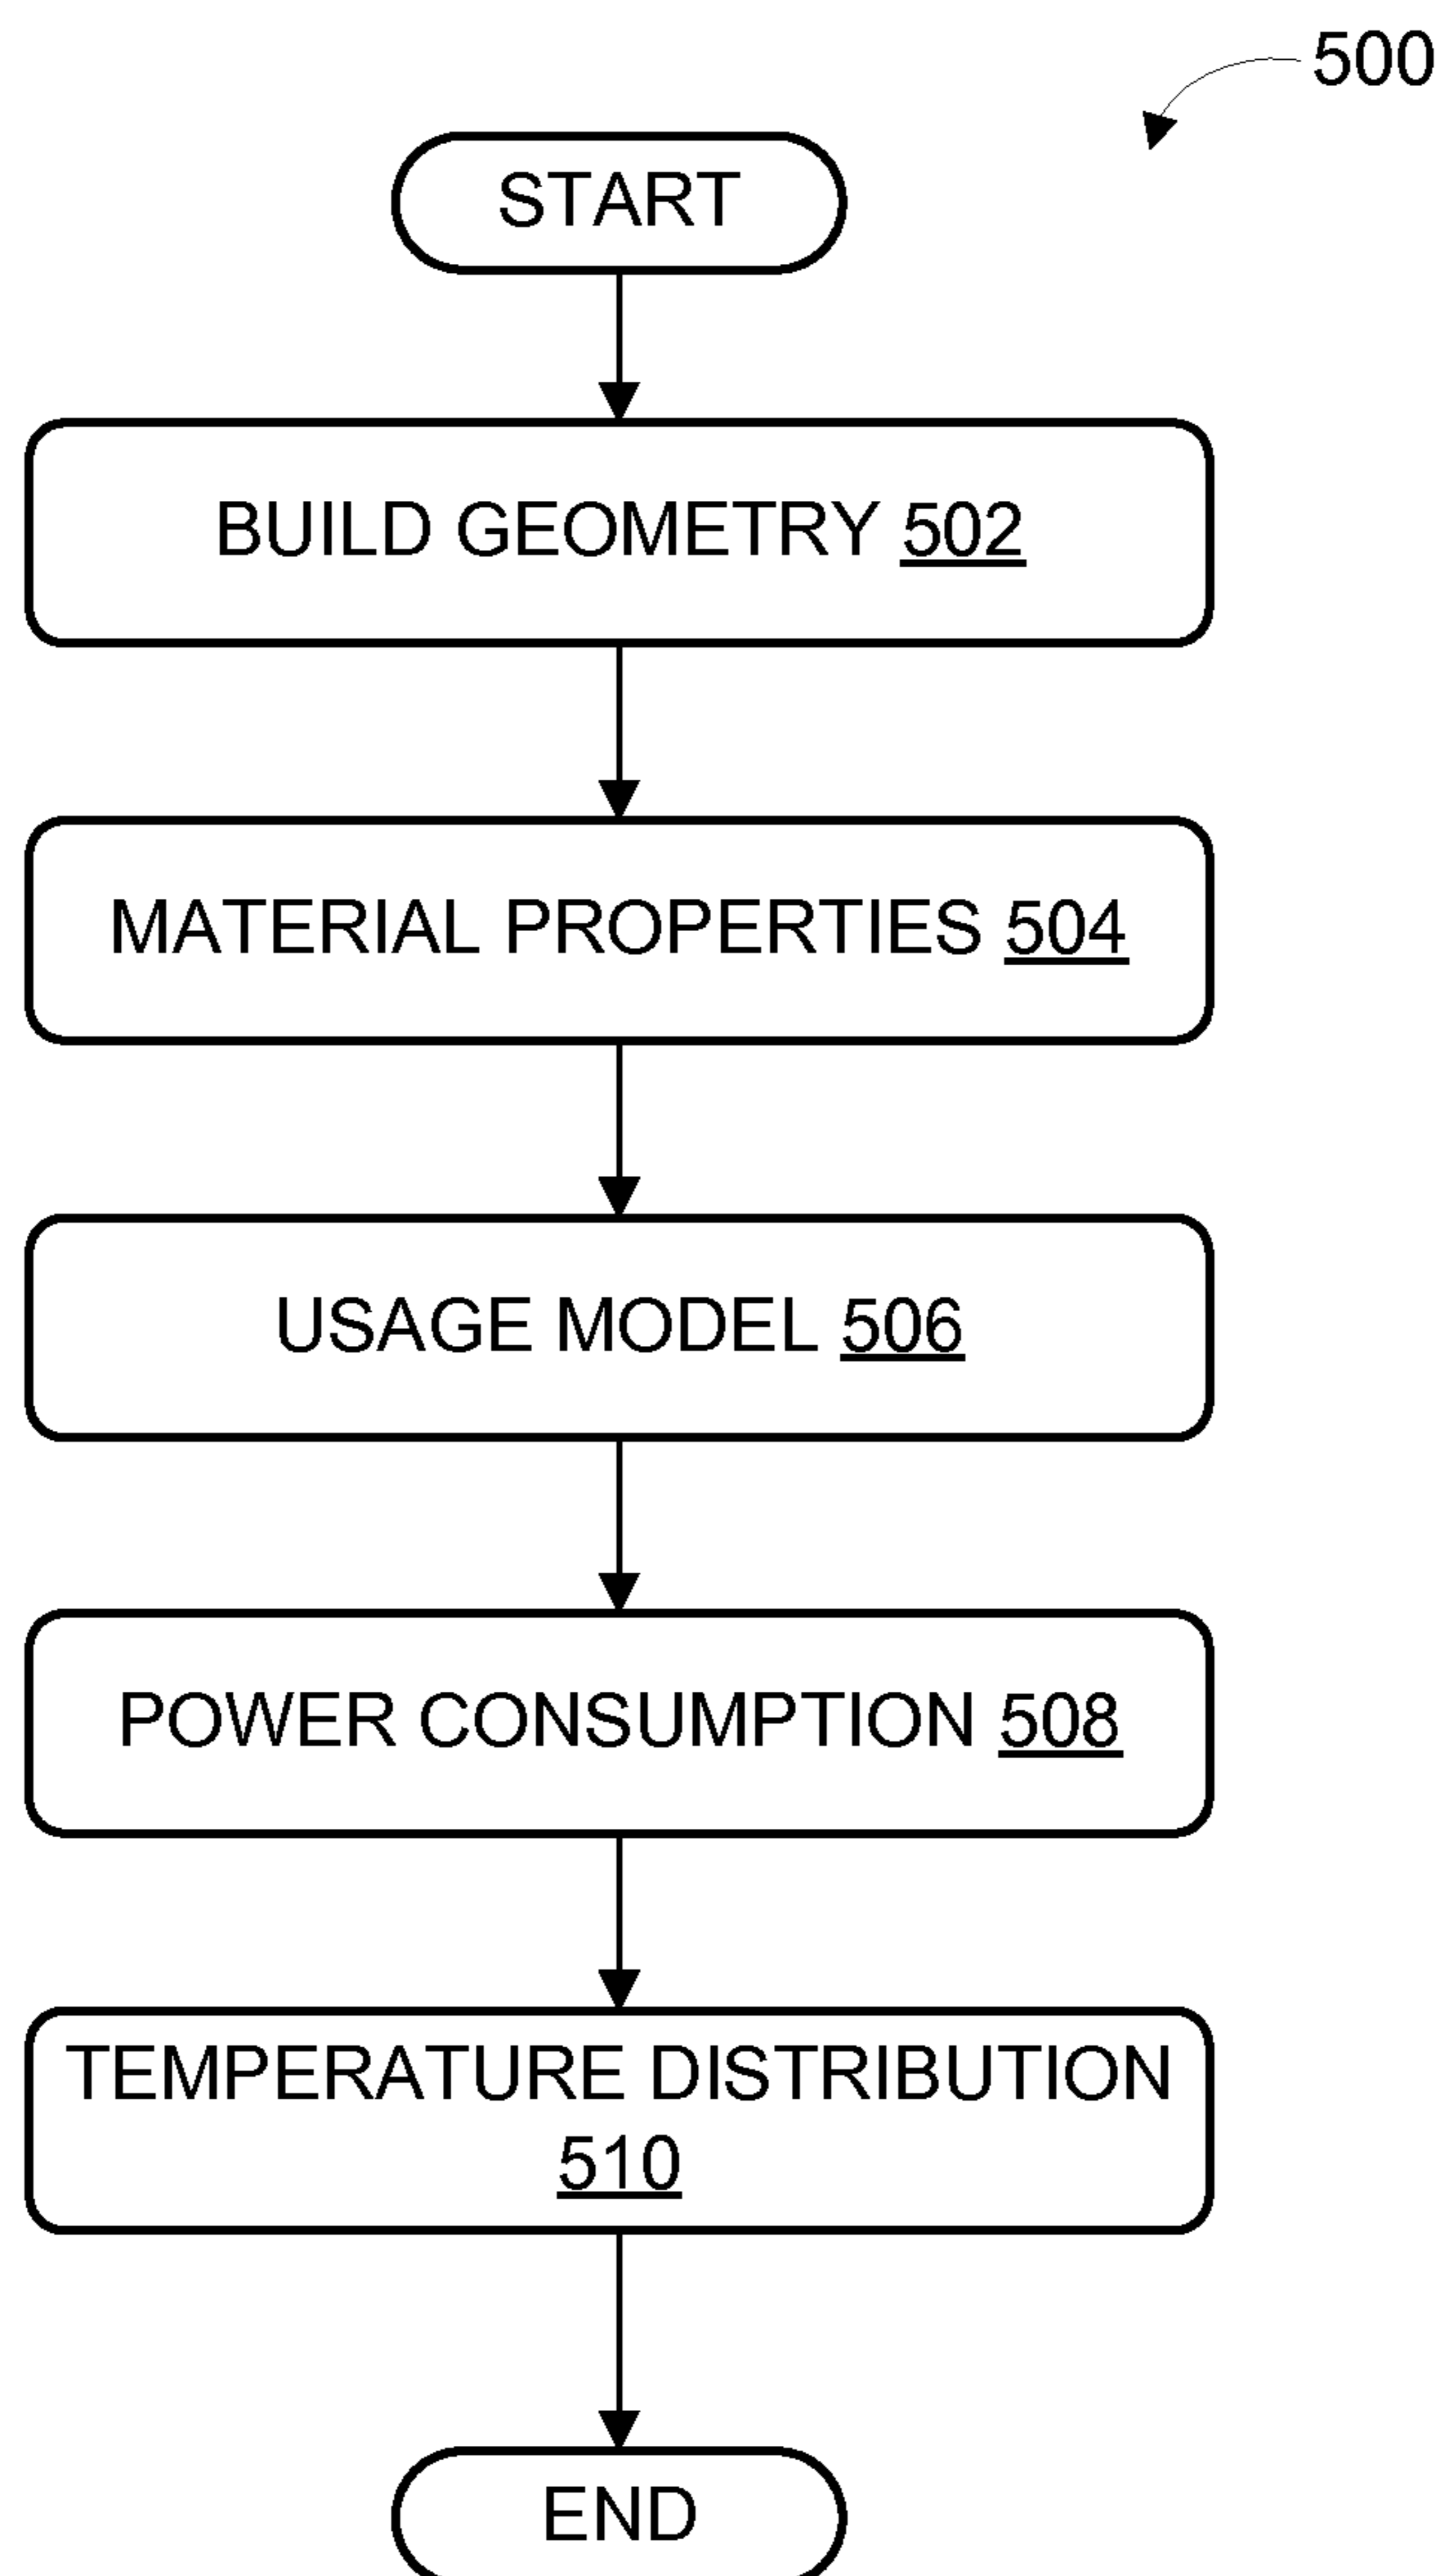 500
START
BUILD GEOMETRY 502
MATERIAL PROPERTIES 504
USAGE MODEL 506
POWER CONSUMPTION 508
TEMPERATURE DISTRIBUTION
510
END